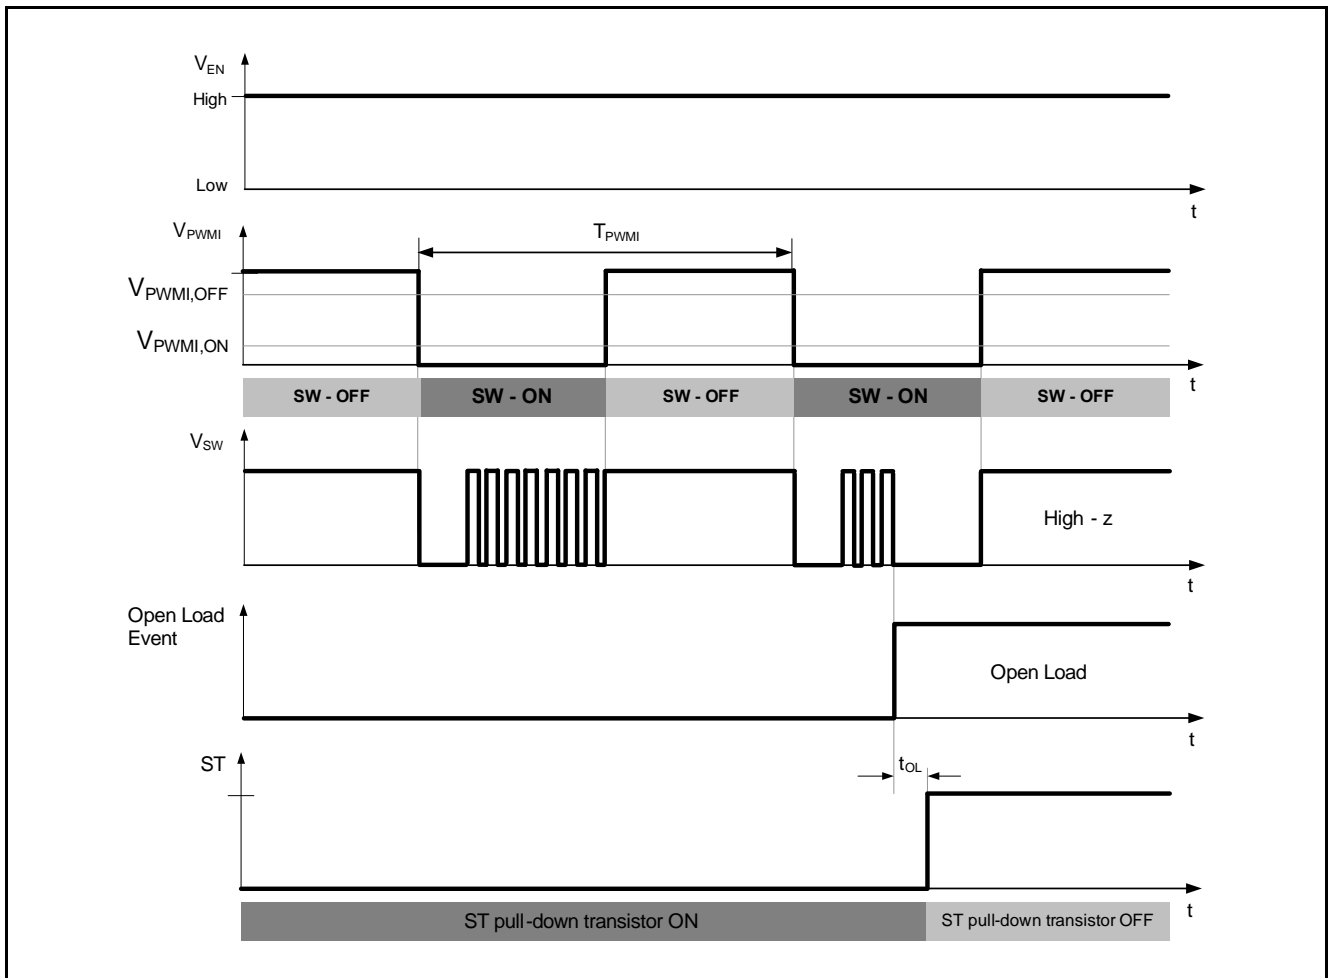 V_EN
High
Low
t
V_PWMI
T_PWMI
V_PWMI,OFF
V_PWMI,ON
t
SW - OFF SW - ON SW - OFF SW - ON SW - OFF
V_SW
High - z
t
Open Load
Event
Open Load
t
ST
t_OL
t
ST pull-down transistor ON ST pull-down transistor OFF